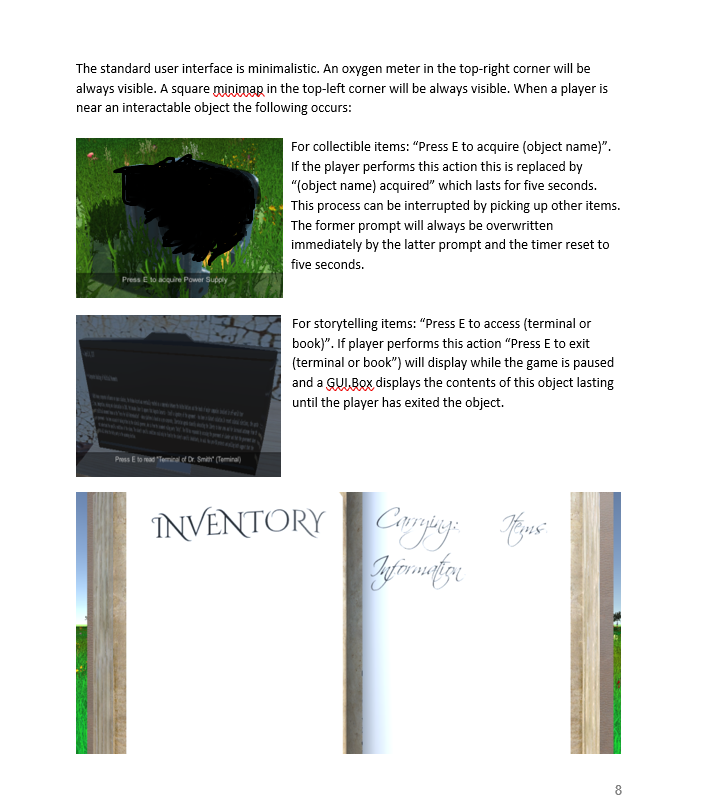 The standard user interface is minimalistic. An oxygen meter in the top-right corner will be
always visible. A square minimap in the top-left corner will be always visible. When a player is
near an interactable object the following occurs:
For collectible items: “Press E to acquire (object name)”.
If the player performs this action this is replaced by
“(object name) acquired” which lasts for five seconds.
This process can be interrupted by picking up other items.
The former prompt will always be overwritten
immediately by the latter prompt and the timer reset to
five seconds.
Press E to acquire Power Supply
For storytelling items: “Press E to access (terminal or
book)”. If player performs this action “Press E to exit
(terminal or book”) will display while the game is paused
and a GUI.Box displays the contents of this object lasting
until the player has exited the object.
Press E to read "Terminal of Dr. Smith" (Terminal)
INVENTORY
Carrying: Items
Information
8